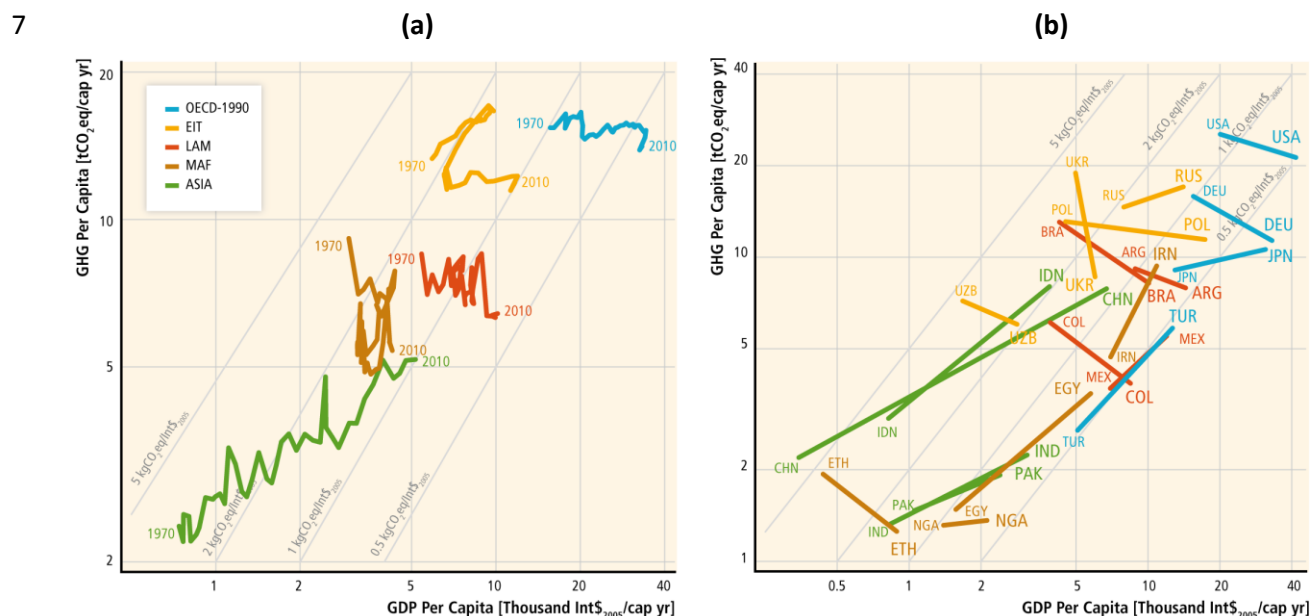 7
(a)
GHG Per Capita [tCO2eq/cap yr]
20
10
5
2
OECD-1990
EIT
LAM
MAF
ASIA
1970
2010
1970
2010
1970
2010
1970
2010
1970
2010
5 kgCO2eq/Int$2005
2 kgCO2eq/Int$2005
1 kgCO2eq/Int$2005
0.5 kgCO2eq/Int$2005
1
2
5
10
20
40
GDP Per Capita [Thousand Int$2005/cap yr]
(b)
GHG Per Capita [tCO2eq/cap yr]
40
20
10
5
2
1
5 kgCO2eq/Int$2005
2 kgCO2eq/Int$2005
1 kgCO2eq/Int$2005
0.5 kgCO2eq/Int$2005
USA
USA
UKR
RUS
RUS
DEU
POL
BRA
POL
DEU
ARG
IRN
JPN
IDN
UKR
JPN
UZB
CHN
BRA
ARG
COL
TUR
UZB
MEX
IRN
MEX
EGY
COL
IDN
TUR
CHN
ETH
IND
PAK
PAK
EGY
IND
NGA
NGA
ETH
0.5
1
2
5
10
20
40
GDP Per Capita [Thousand Int$2005/cap yr]